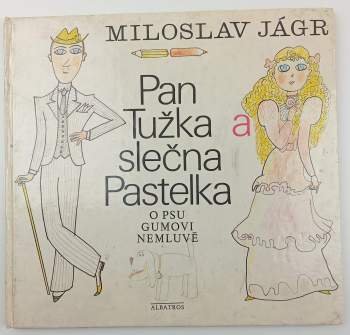 MILOSLAV JÁGR
Pan
Tužka a
slečna
Pastelka
O PSU
GUMOVI
NEMLUVĚ
ALBATROS